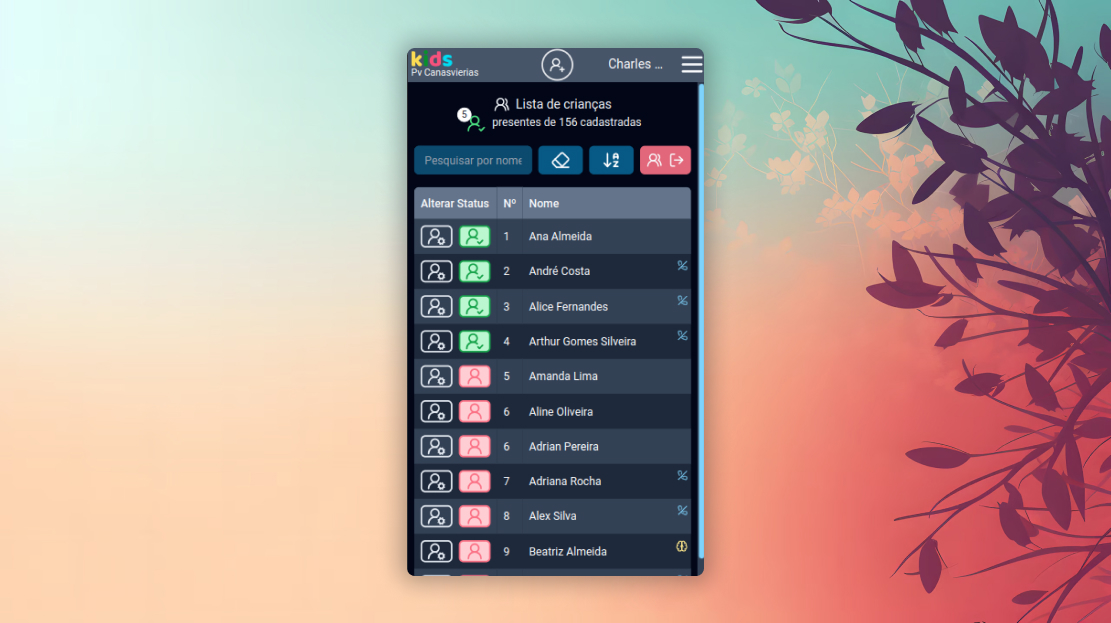 kids
Pv Canasvierias
Charles ...
Lista de crianças
5
presentes de 156 cadastradas
Pesquisar por nome
Alterar Status Nº Nome
1 Ana Almeida
2 André Costa
3 Alice Fernandes
4 Arthur Gomes Silveira
5 Amanda Lima
6 Aline Oliveira
6 Adrian Pereira
7 Adriana Rocha
8 Alex Silva
9 Beatriz Almeida